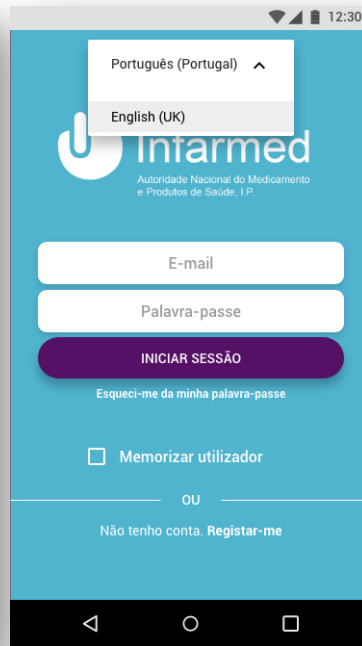 12:30
Português (Portugal)
English (UK)
Infarmed
Autoridade Nacional do Medicamento
e Produtos de Saúde, I.P.
E-mail
Palavra-passe
INICIAR SESSÃO
Esqueci-me da minha palavra-passe
Memorizar utilizador
OU
Não tenho conta. Registar-me